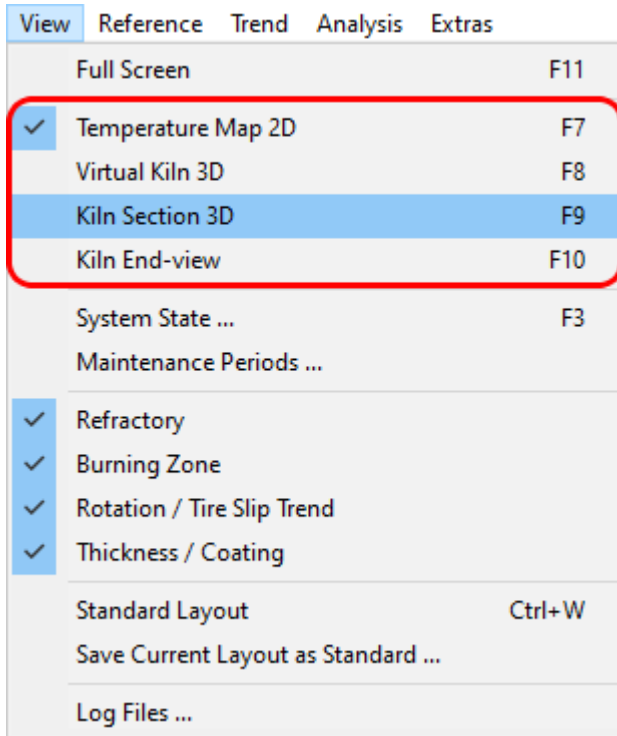 View Reference Trend Analysis Extras
Full Screen F11
Temperature Map 2D F7
Virtual Kiln 3D F8
Kiln Section 3D F9
Kiln End-view F10
System State ... F3
Maintenance Periods ...
Refractory
Burning Zone
Rotation / Tire Slip Trend
Thickness / Coating
Standard Layout Ctrl+W
Save Current Layout as Standard ...
Log Files ...